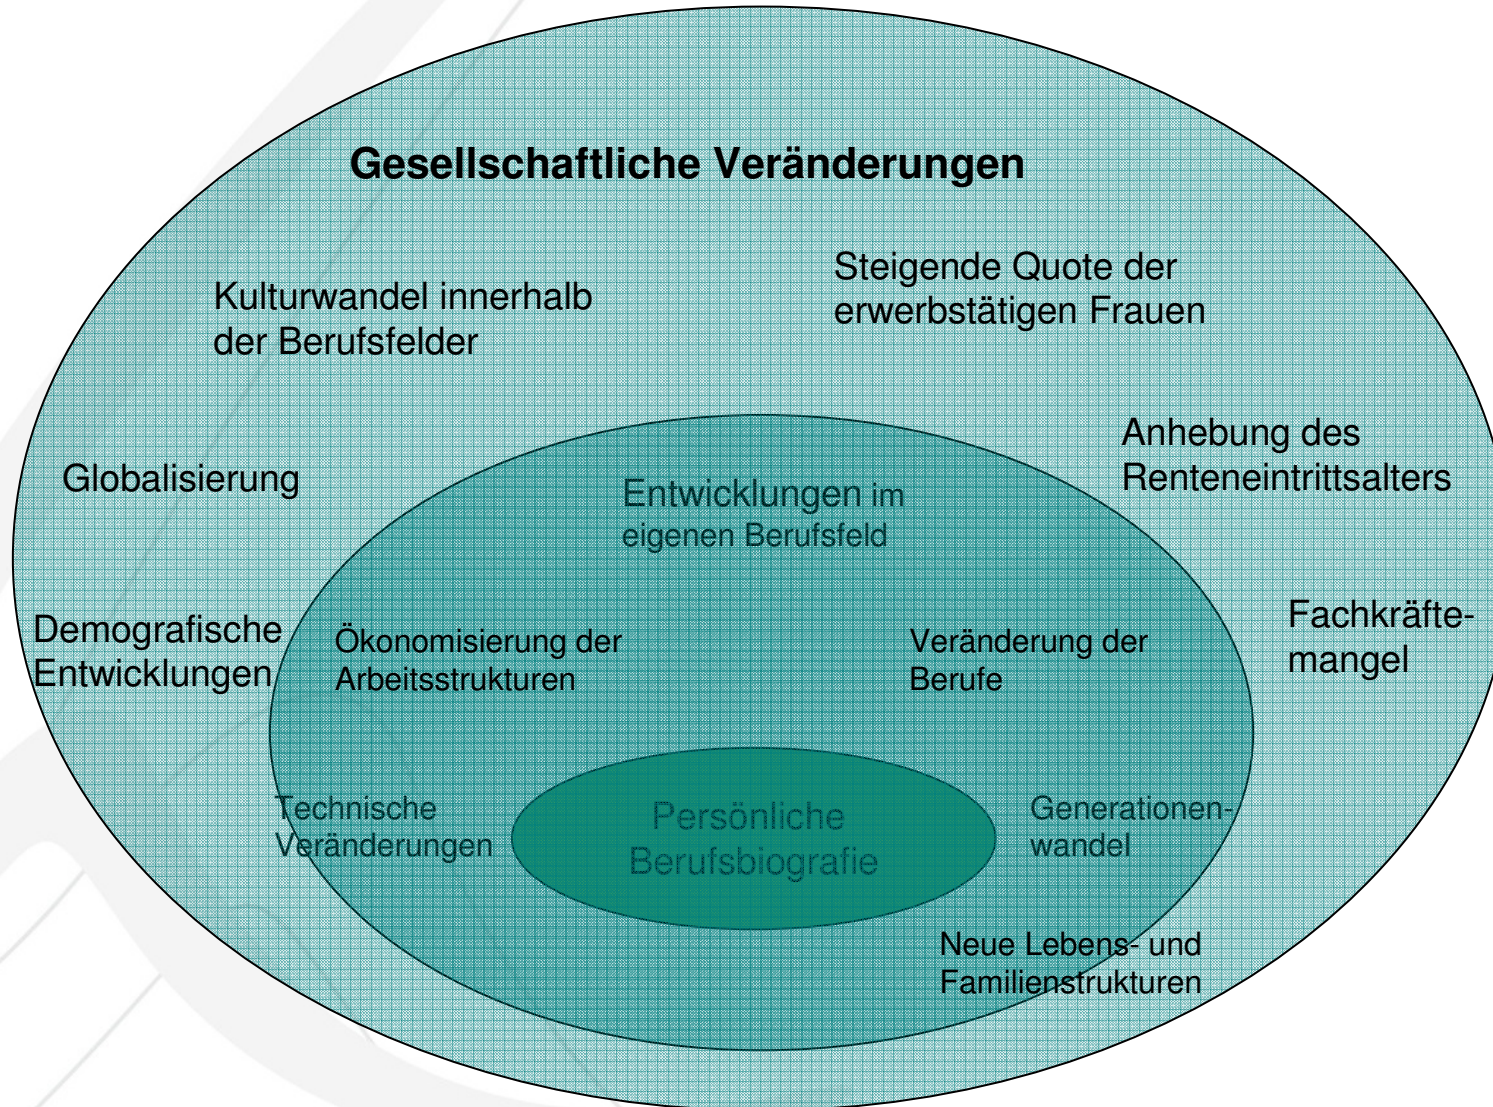 Gesellschaftliche Veränderungen
Kulturwandel innerhalb
der Berufsfelder
Steigende Quote der
erwerbstätigen Frauen
Globalisierung
Anhebung des
Renteneintrittsalters
Entwicklungen im
eigenen Berufsfeld
Demografische
Entwicklungen
Ökonomisierung der
Arbeitsstrukturen
Veränderung der
Berufe
Fachkräfte-
mangel
Technische
Veränderungen
Persönliche
Berufsbiografie
Generationen-
wandel
Neue Lebens- und
Familienstrukturen